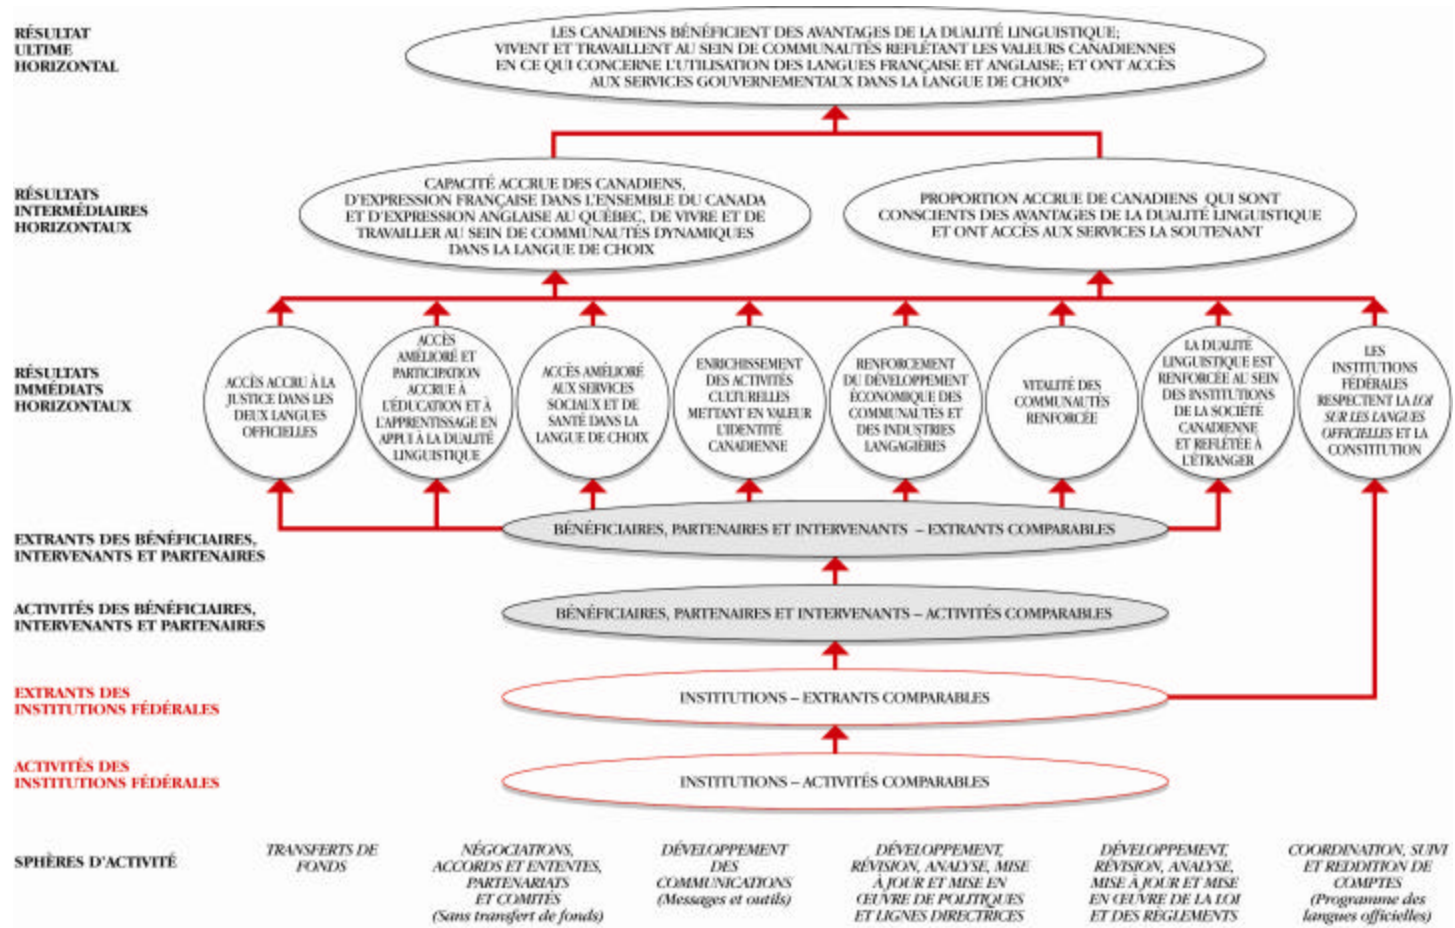 RÉSULTAT
ULTIME
HORIZONTAL
LES CANADIENS BÉNÉFICIENT DES AVANTAGES DE LA DUALITÉ LINGUISTIQUE;
VIVENT ET TRAVAILLENT AU SEIN DE COMMUNAUTÉS REFLÉTANT LES VALEURS CANADIENNES
EN CE QUI CONCERNE L'UTILISATION DES LANGUES FRANÇAISE ET ANGLAISE; ET ONT ACCÈS
AUX SERVICES GOUVERNEMENTAUX DANS LA LANGUE DE CHOIX*
RÉSULTATS
INTERMÉDIAIRES
HORIZONTAUX
CAPACITÉ ACCRUE DES CANADIENS,
D'EXPRESSION FRANÇAISE DANS L'ENSEMBLE DU CANADA
ET D'EXPRESSION ANGLAISE AU QUÉBEC, DE VIVRE ET DE
TRAVAILLER AU SEIN DE COMMUNAUTÉS DYNAMIQUES
DANS LA LANGUE DE CHOIX
PROPORTION ACCRUE DE CANADIENS QUI SONT
CONSCIENTS DES AVANTAGES DE LA DUALITÉ LINGUISTIQUE
ET ONT ACCÈS AUX SERVICES LA SOUTENANT
RÉSULTATS
IMMÉDIATS
HORIZONTAUX
ACCÈS ACCRU À LA
JUSTICE DANS LES
DEUX LANGUES
OFFICIELLES
ACCÈS
AMÉLIORÉ ET
PARTICIPATION
ACCRUE À
L'ÉDUCATION ET À
L'APPRENTISSAGE EN
APPUI À LA DUALITÉ
LINGUISTIQUE
ACCÈS AMÉLIORÉ
AUX SERVICES
SOCIAUX ET DE
SANTÉ DANS LA
LANGUE DE CHOIX
ENRICHISSEMENT
DES ACTIVITÉS
CULTURELLES
METTANT EN VALEUR
L'IDENTITÉ
CANADIENNE
RENFORCEMENT
DU DÉVELOPPEMENT
ÉCONOMIQUE DES
COMMUNAUTÉS ET
DES INDUSTRIES
LANGAGIÈRES
VITALITÉ DES
COMMUNAUTÉS
RENFORCÉE
LA DUALITÉ
LINGUISTIQUE EST
RENFORCÉE AU SEIN
DES INSTITUTIONS
DE LA SOCIÉTÉ
CANADIENNE
ET REFLÉTÉE À
L'ÉTRANGER
LES
INSTITUTIONS
FÉDÉRALES
RESPECTENT LA LOI
SUR LES LANGUES
OFFICIELLES ET LA
CONSTITUTION
EXTRANTS DES BÉNÉFICIAIRES,
INTERVENANTS ET PARTENAIRES
BÉNÉFICIAIRES, PARTENAIRES ET INTERVENANTS – EXTRANTS COMPARABLES
ACTIVITÉS DES BÉNÉFICIAIRES,
INTERVENANTS ET PARTENAIRES
BÉNÉFICIAIRES, PARTENAIRES ET INTERVENANTS – ACTIVITÉS COMPARABLES
EXTRANTS DES
INSTITUTIONS FÉDÉRALES
INSTITUTIONS – EXTRANTS COMPARABLES
ACTIVITÉS DES
INSTITUTIONS FÉDÉRALES
INSTITUTIONS – ACTIVITÉS COMPARABLES
SPHÈRES D'ACTIVITÉ
TRANSFERTS DE
FONDS
NÉGOCIATIONS,
ACCORDS ET ENTENTES,
PARTENARIATS
ET COMITÉS
(Sans transfert de fonds)
DÉVELOPPEMENT
DES
COMMUNICATIONS
(Messages et outils)
DÉVELOPPEMENT,
RÉVISION, ANALYSE, MISE
À JOUR ET MISE EN
ŒUVRE DE POLITIQUES
ET LIGNES DIRECTRICES
DÉVELOPPEMENT,
RÉVISION, ANALYSE,
MISE À JOUR ET MISE
EN ŒUVRE DE LA LOI
ET DES RÈGLEMENTS
COORDINATION, SUIVI
ET REDDITION DE
COMPTES
(Programme des
langues officielles)